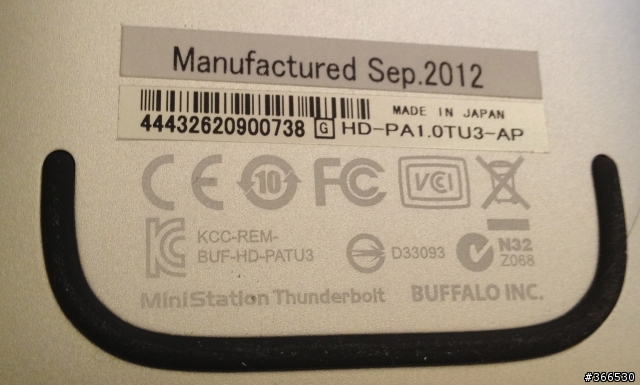 Manufactured Sep.2012
MADE IN JAPAN
44432620900738 G HD-PA1.0TU3-AP
CE 10 FC VCI
KCC-REM-
BUF-HD-PATU3
D33093
N32
Z068
MiniStation Thunderbolt BUFFALO INC.
#366530